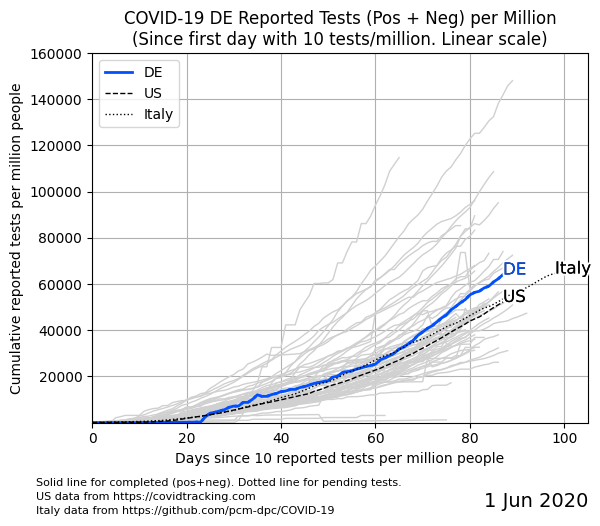 COVID-19 DE Reported Tests (Pos + Neg) per Million
(Since first day with 10 tests/million. Linear scale)
Cumulative reported tests per million people
160000
140000
120000
100000
80000
60000
40000
20000
DE
US
Italy
DE
Italy
US
0
20
40
60
80
100
Days since 10 reported tests per million people
Solid line for completed (pos+neg). Dotted line for pending tests.
US data from https://covidtracking.com
Italy data from https://github.com/pcm-dpc/COVID-19
1 Jun 2020